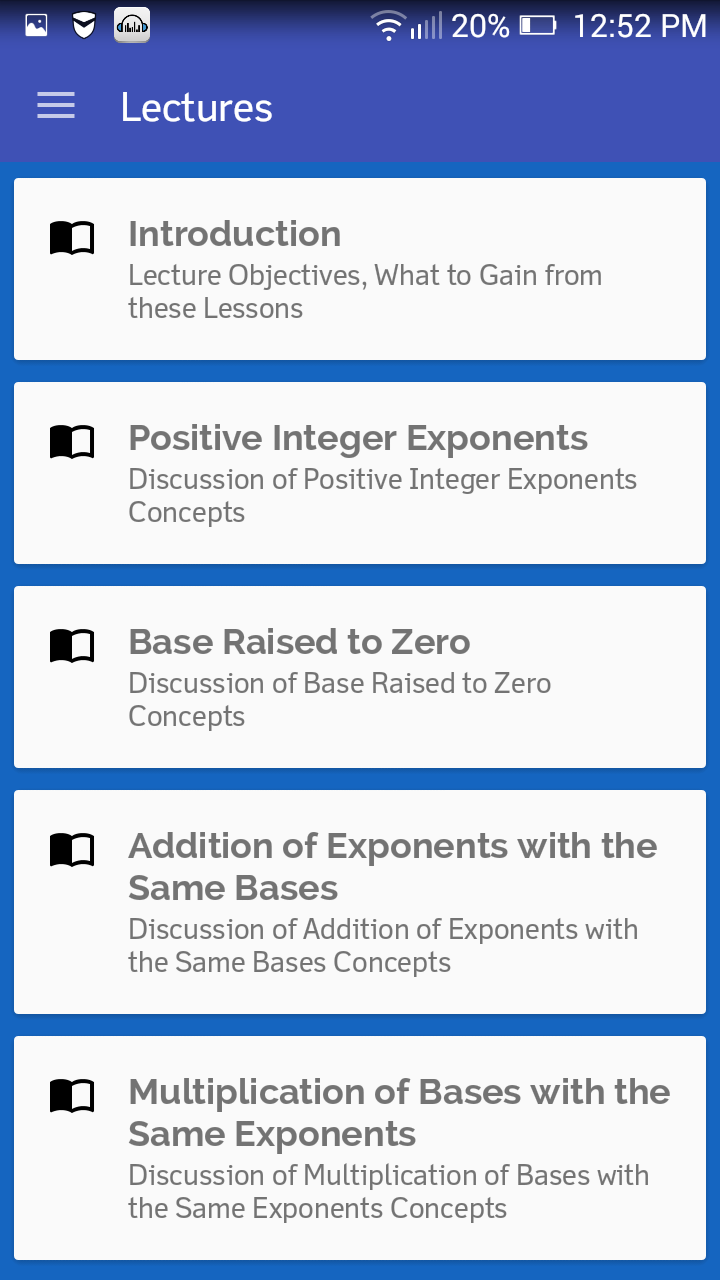 20% 12:52 PM
Lectures
Introduction
Lecture Objectives, What to Gain from
these Lessons
Positive Integer Exponents
Discussion of Positive Integer Exponents
Concepts
Base Raised to Zero
Discussion of Base Raised to Zero
Concepts
Addition of Exponents with the
Same Bases
Discussion of Addition of Exponents with
the Same Bases Concepts
Multiplication of Bases with the
Same Exponents
Discussion of Multiplication of Bases with
the Same Exponents Concepts